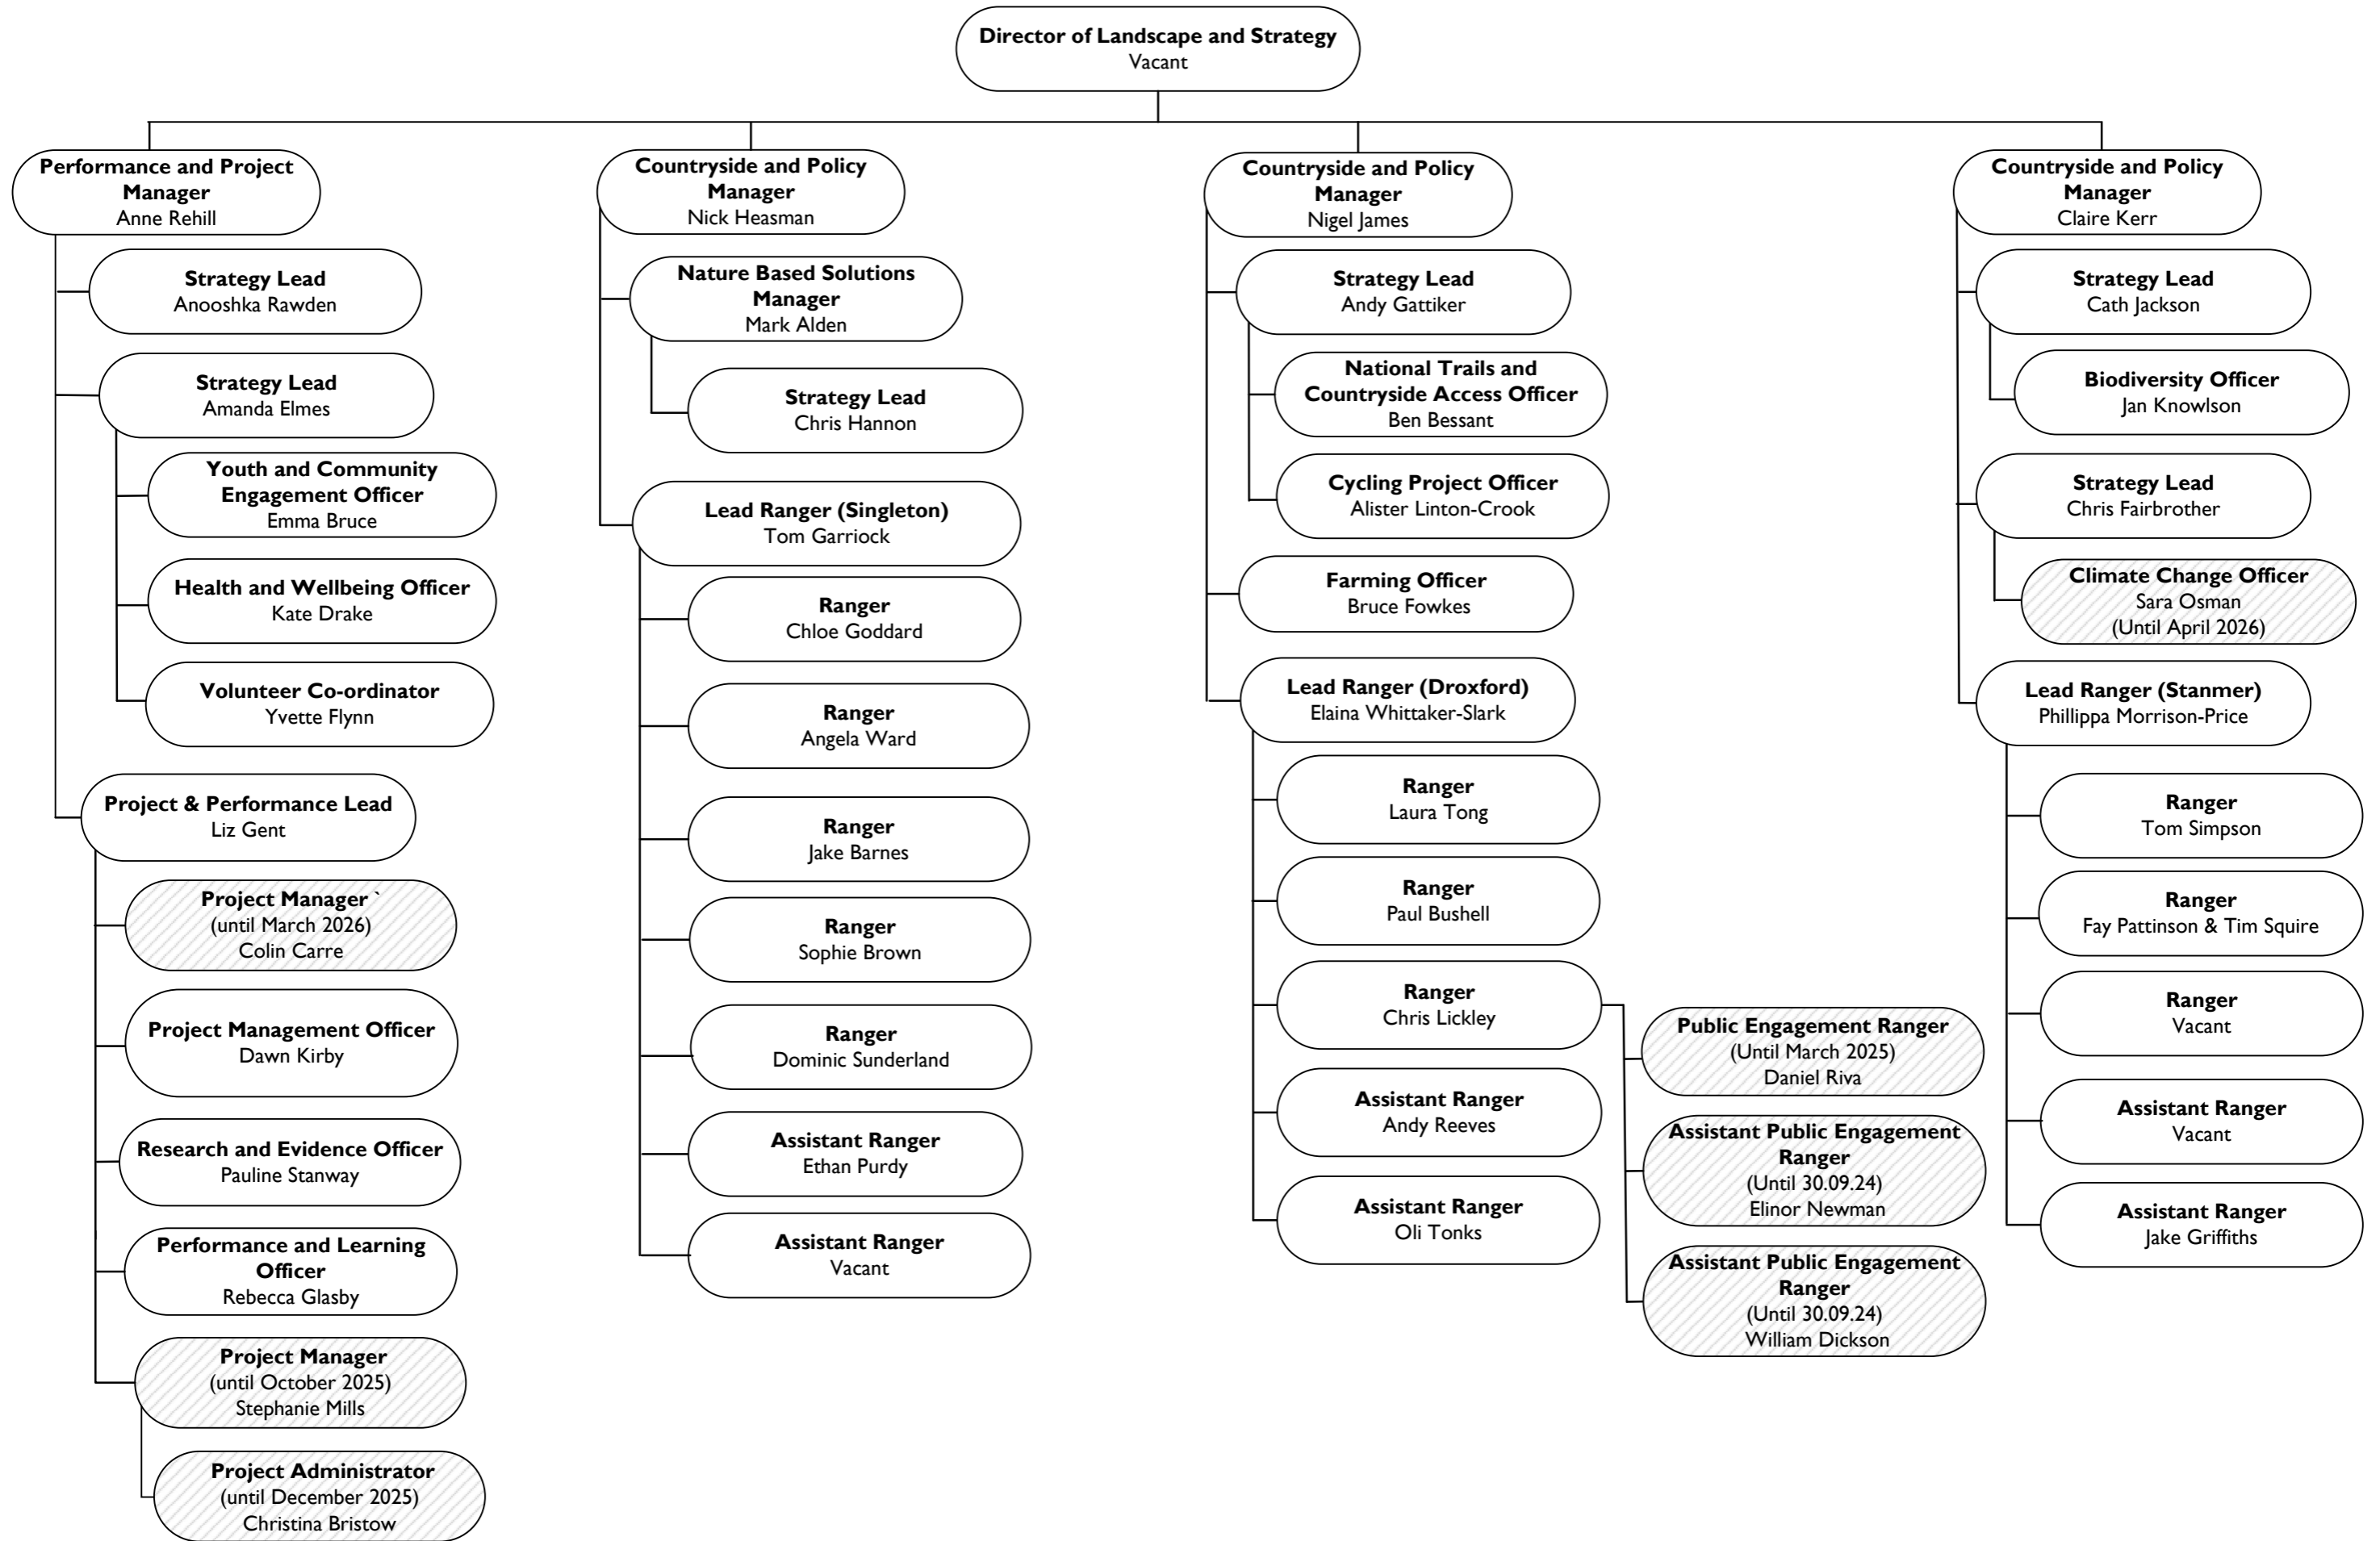 Director of Landscape and Strategy
Vacant
Performance and Project
Manager
Anne Rehill
Strategy Lead
Anooshka Rawden
Strategy Lead
Amanda Elmes
Youth and Community
Engagement Officer
Emma Bruce
Health and Wellbeing Officer
Kate Drake
Volunteer Co-ordinator
Yvette Flynn
Project & Performance Lead
Liz Gent
Project Manager `
(until March 2026)
Colin Carre
Project Management Officer
Dawn Kirby
Research and Evidence Officer
Pauline Stanway
Performance and Learning
Officer
Rebecca Glasby
Project Manager
(until October 2025)
Stephanie Mills
Project Administrator
(until December 2025)
Christina Bristow
Countryside and Policy
Manager
Nick Heasman
Nature Based Solutions
Manager
Mark Alden
Strategy Lead
Chris Hannon
Lead Ranger (Singleton)
Tom Garriock
Ranger
Chloe Goddard
Ranger
Angela Ward
Ranger
Jake Barnes
Ranger
Sophie Brown
Ranger
Dominic Sunderland
Assistant Ranger
Ethan Purdy
Assistant Ranger
Vacant
Countryside and Policy
Manager
Nigel James
Strategy Lead
Andy Gattiker
National Trails and
Countryside Access Officer
Ben Bessant
Cycling Project Officer
Alister Linton-Crook
Farming Officer
Bruce Fowkes
Lead Ranger (Droxford)
Elaina Whittaker-Slark
Ranger
Laura Tong
Ranger
Paul Bushell
Ranger
Chris Lickley
Assistant Ranger
Andy Reeves
Assistant Ranger
Oli Tonks
Public Engagement Ranger
(Until March 2025)
Daniel Riva
Assistant Public Engagement
Ranger
(Until 30.09.24)
Elinor Newman
Assistant Public Engagement
Ranger
(Until 30.09.24)
William Dickson
Countryside and Policy
Manager
Claire Kerr
Strategy Lead
Cath Jackson
Biodiversity Officer
Jan Knowlson
Strategy Lead
Chris Fairbrother
Climate Change Officer
Sara Osman
(Until April 2026)
Lead Ranger (Stanmer)
Phillippa Morrison-Price
Ranger
Tom Simpson
Ranger
Fay Pattinson & Tim Squire
Ranger
Vacant
Assistant Ranger
Vacant
Assistant Ranger
Jake Griffiths